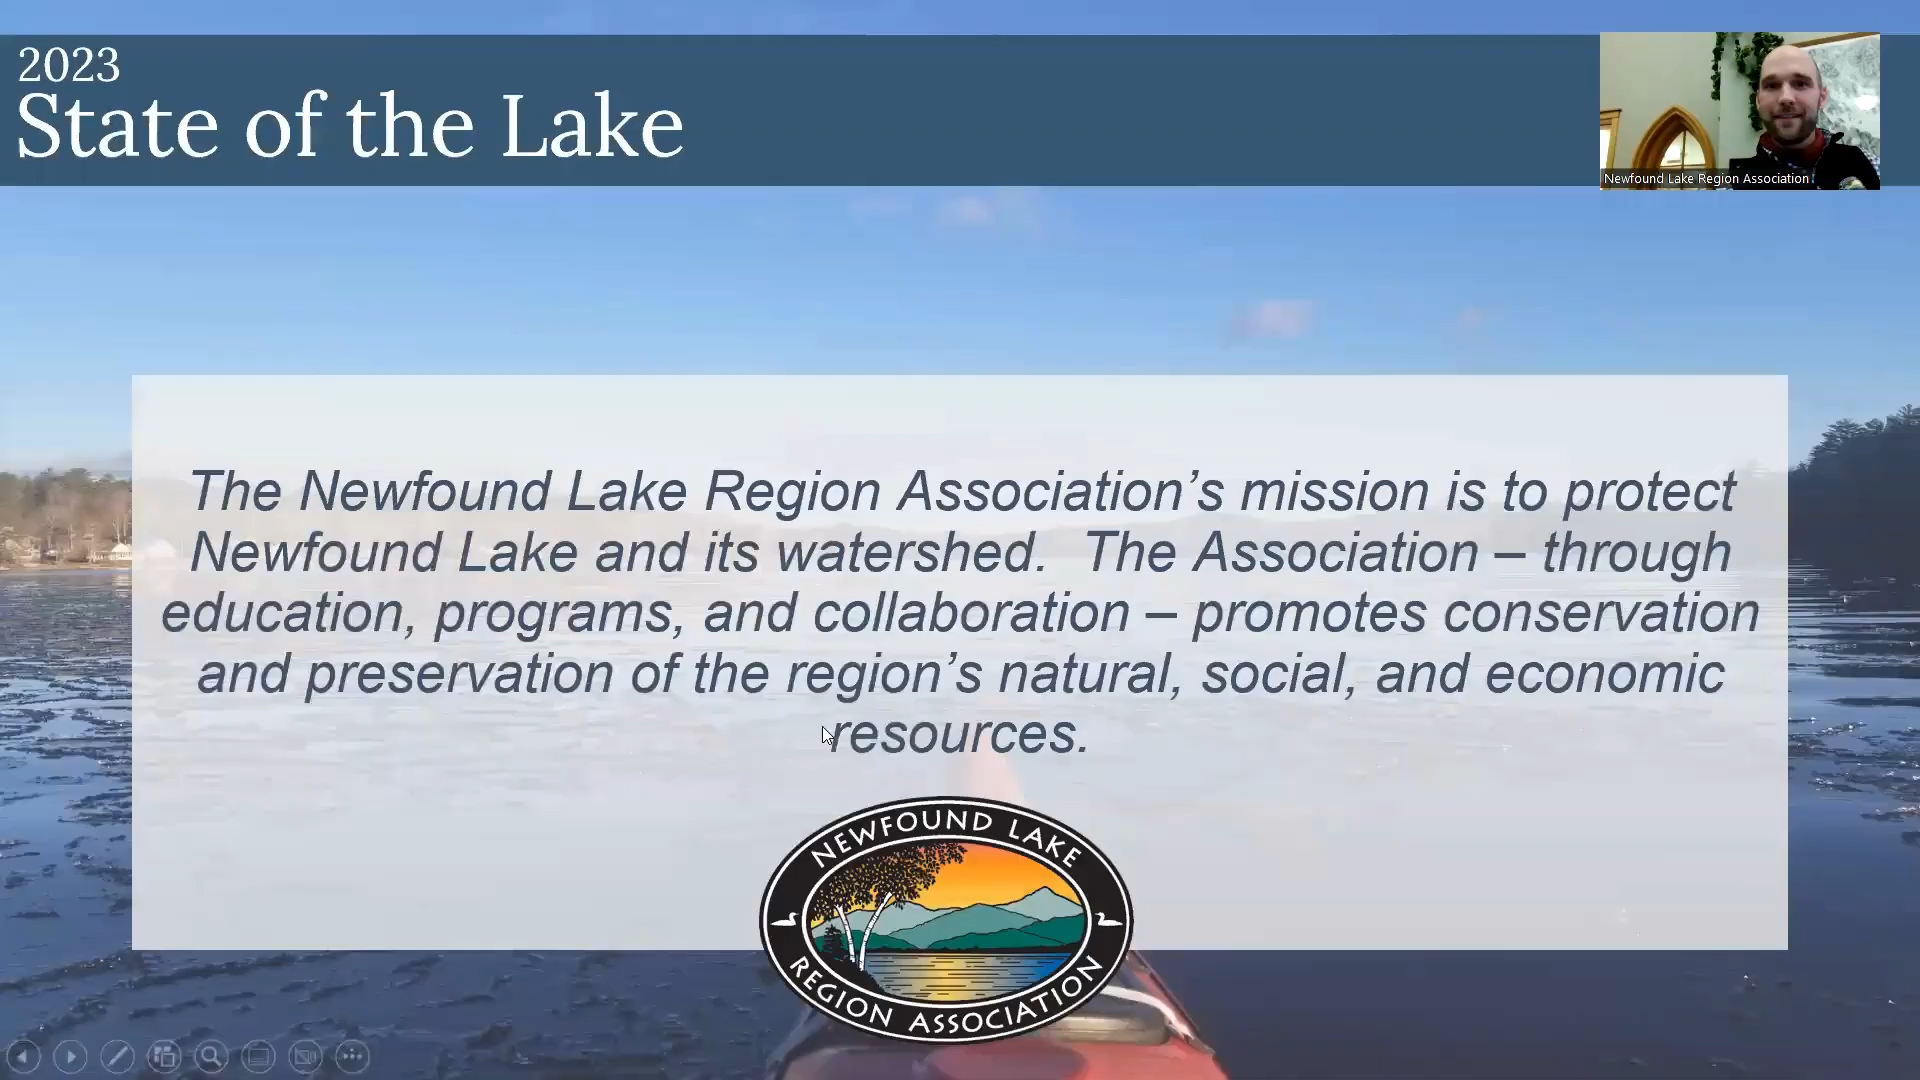 2023
State of the Lake
Newfound Lake Region Association
The Newfound Lake Region Association’s mission is to protect
Newfound Lake and its watershed.  The Association – through
education, programs, and collaboration – promotes conservation
and preservation of the region’s natural, social, and economic
resources.
NEWFOUND LAKE
REGION ASSOCIATION